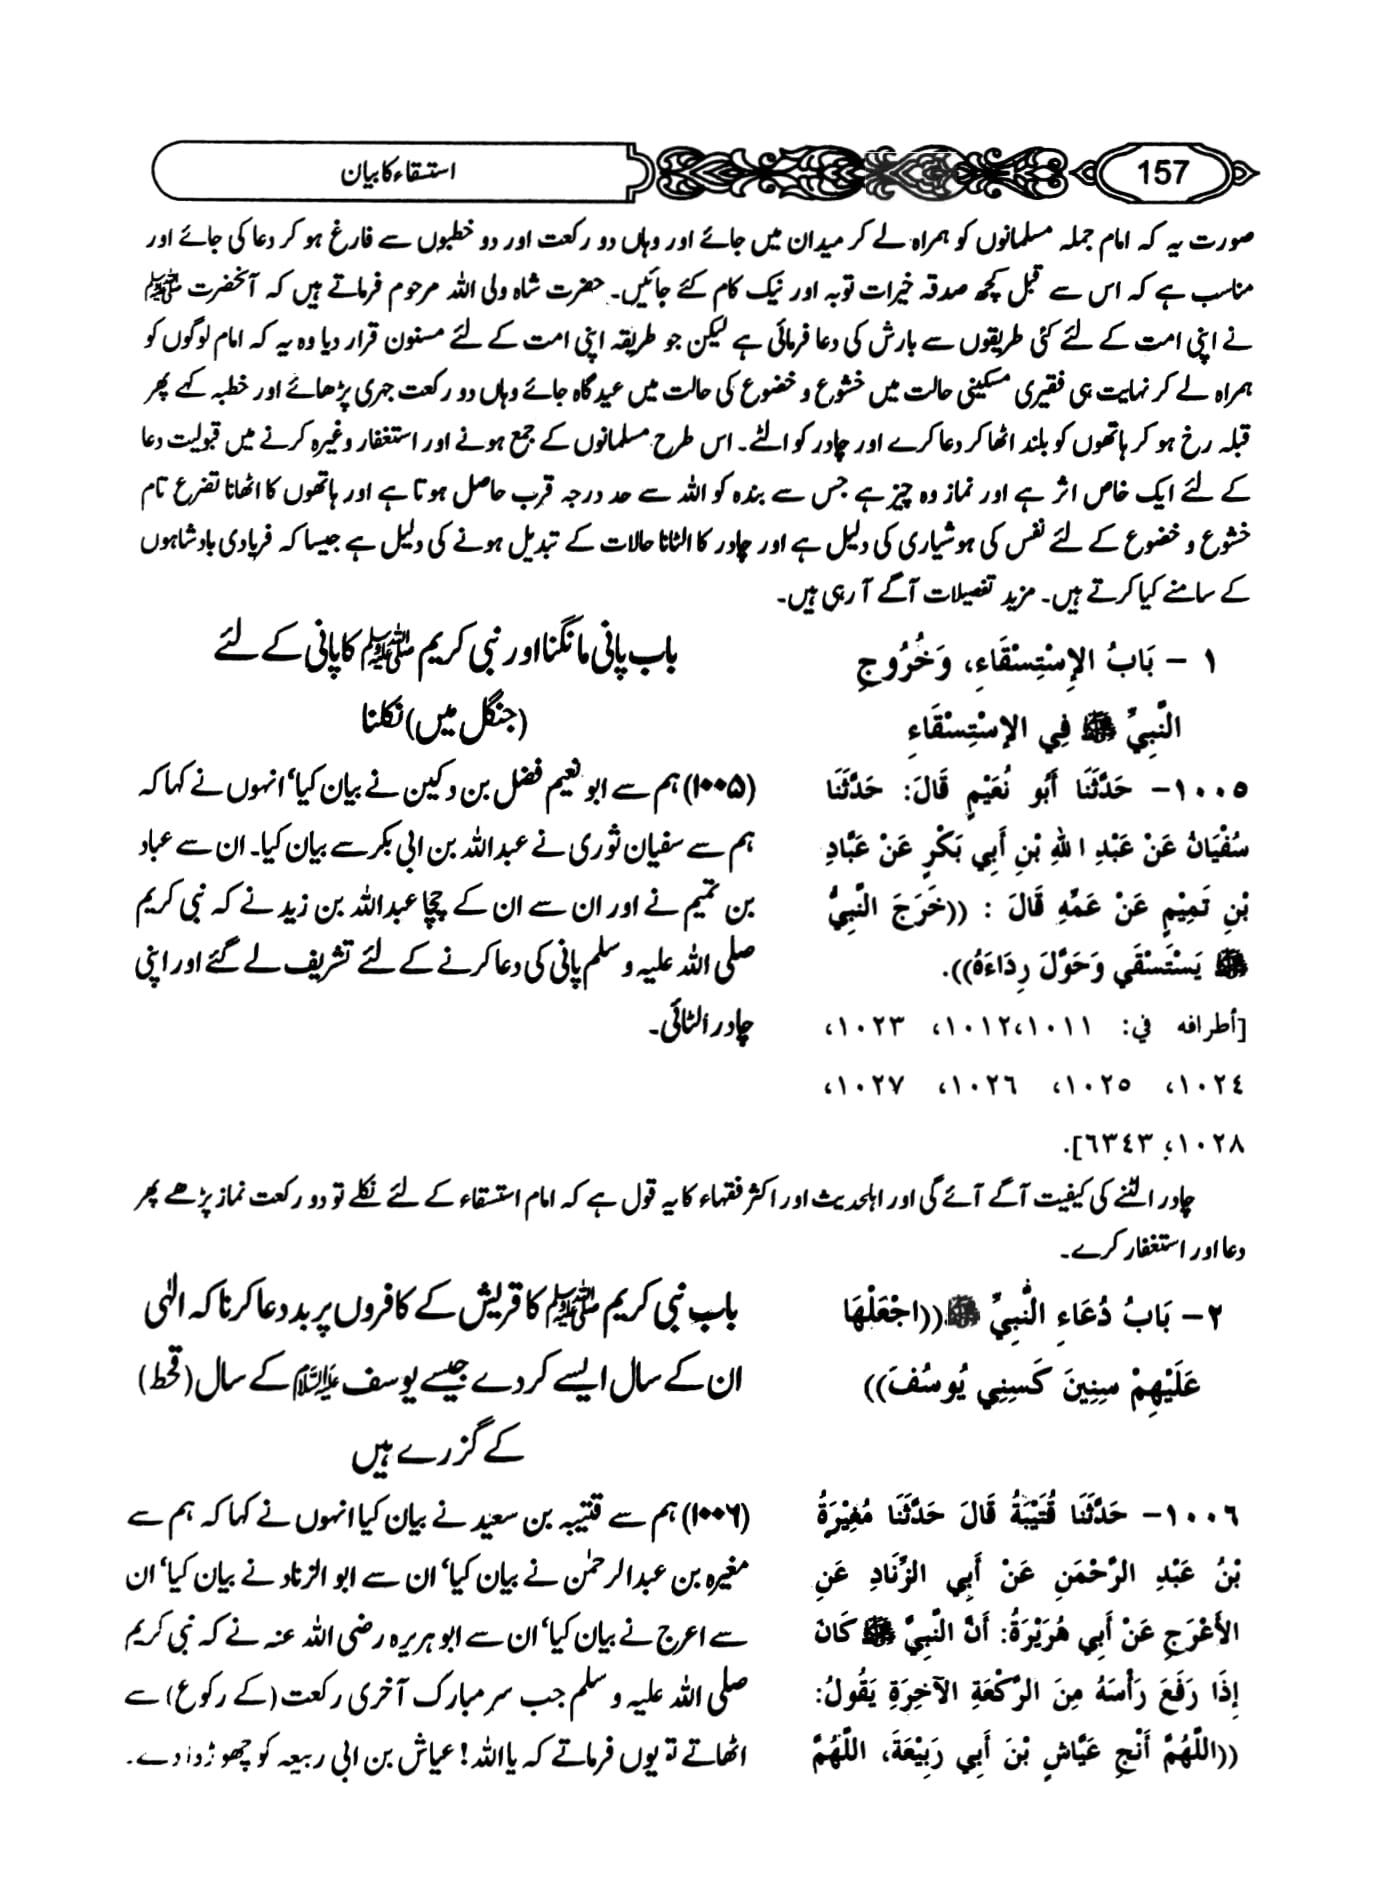 157
استسقاء کا بیان
صورت یہ کہ امام جملہ مسلمانوں کو ہمراہ لے کر میدان میں جائے اور وہاں دو رکعت اور دو خطبوں سے فارغ ہو کر دعا کی جائے اور
مناسب ہے کہ اس سے قبل کچھ صدقہ خیرات توبہ اور نیک کام کئے جائیں۔ حضرت شاہ ولی اللہ مرحوم فرماتے ہیں کہ آنحضرت ﷺ
نے اپنی امت کے لئے کئی طریقوں سے بارش کی دعا فرمائی ہے لیکن جو طریقہ اپنی امت کے لئے مسنون قرار دیا وہ یہ کہ امام لوگوں کو
ہمراہ لے کر نہایت ہی فقیری مسکینی حالت میں خشوع و خضوع کی حالت میں عیدگاہ جائے وہاں دو رکعت جہری پڑھائے اور خطبہ کہے پھر
قبلہ رخ ہو کر ہاتھوں کو بلند اٹھا کر دعا کرے اور چادر کو الٹے۔ اس طرح مسلمانوں کے جمع ہونے اور استغفار وغیرہ کرنے میں قبولیت دعا
کے لئے ایک خاص اثر ہے اور نماز وہ چیز ہے جس سے بندہ کو اللہ سے حد درجہ قرب حاصل ہوتا ہے اور ہاتھوں کا اٹھانا تضرع تام
خشوع و خضوع کے لئے نفس کی ہوشیاری کی دلیل ہے اور چادر کا الٹانا حالات کے تبدیل ہونے کی دلیل ہے جیسا کہ فریادی بادشاہوں
کے سامنے کیا کرتے ہیں۔ مزید تفصیلات آگے آ رہی ہیں۔
١ – بَابُ الإِسْتِسْقَاءِ، وَخُرُوجِ
النَّبِيِّ ﷺ فِي الإِسْتِسْقَاءِ
باب پانی مانگنا اور نبی کریم ﷺ کا پانی کے لئے
(جنگل میں) نکلنا
١٠٠٥– حَدَّثَنَا أَبُو نُعَيْمٍ قَالَ: حَدَّثَنَا
سُفْيَانُ عَنْ عَبْدِ اللهِ بْنِ أَبِي بَكْرٍ عَنْ عَبَّادِ
بْنِ تَمِيْمٍ عَنْ عَمِّهِ قَالَ : ((خَرَجَ النَّبِيُّ
ﷺ يَسْتَسْقَي وَحَوَّلَ رِدَاءَهُ)).
[أطرافه في: ١٠١١، ١٠١٢، ١٠٢٣،
١٠٢٤، ١٠٢٥، ١٠٢٦، ١٠٢٧،
١٠٢٨، ٦٣٤٣].
(۱۰۰۵) ہم سے ابو نعیم فضل بن دکین نے بیان کیا‘ انہوں نے کہا کہ
ہم سے سفیان ثوری نے عبداللہ بن ابی بکر سے بیان کیا۔ ان سے عباد
بن تمیم نے اور ان سے ان کے چچا عبداللہ بن زید نے کہ نبی کریم
صلی اللہ علیہ و سلم پانی کی دعا کرنے کے لئے تشریف لے گئے اور اپنی
چادر الٹائی۔
چادر الٹنے کی کیفیت آگے آئے گی اور اہلحدیث اور اکثر فقہاء کا یہ قول ہے کہ امام استسقاء کے لئے نکلے تو دو رکعت نماز پڑھے پھر
دعا اور استغفار کرے۔
٢– بَابُ دُعَاءِ النَّبِيِّ ﷺ ((اجْعَلْهَا
عَلَيْهِمْ سِنِينَ كَسِنِي يُوسُفَ))
باب نبی کریم ﷺ کا قریش کے کافروں پر بددعا کرنا کہ الٰہی
ان کے سال ایسے کر دے جیسے یوسف علیہ السلام کے سال (قحط)
کے گزرے ہیں
١٠٠٦– حَدَّثَنَا قُتَيْبَةُ قَالَ حَدَّثَنَا مُغِيْرَةُ
بْنُ عَبْدِ الرَّحْمَنِ عَنْ أَبِي الزِّنَادِ عَنِ
الأَعْرَجِ عَنْ أَبِي هُرَيْرَةَ: أَنَّ النَّبِيَّ ﷺ كَانَ
إِذَا رَفَعَ رَأْسَهُ مِنَ الرَّكْعَةِ الآخِرَةِ يَقُولُ:
((اللَّهُمَّ أَنْجِ عَيَّاشَ بْنَ أَبِي رَبِيْعَةَ، اللَّهُمَّ
(۱۰۰۶) ہم سے قتیبہ بن سعید نے بیان کیا انہوں نے کہا کہ ہم سے
مغیرہ بن عبدالرحمٰن نے بیان کیا‘ ان سے ابو الزناد نے بیان کیا‘ ان
سے اعرج نے بیان کیا‘ ان سے ابو ہریرہ رضی اللہ عنہ نے کہ نبی کریم
صلی اللہ علیہ و سلم جب سر مبارک آخری رکعت (کے رکوع) سے
اٹھاتے تو یوں فرماتے کہ یا اللہ! عیاش بن ابی ربیعہ کو چھوڑوا دے۔